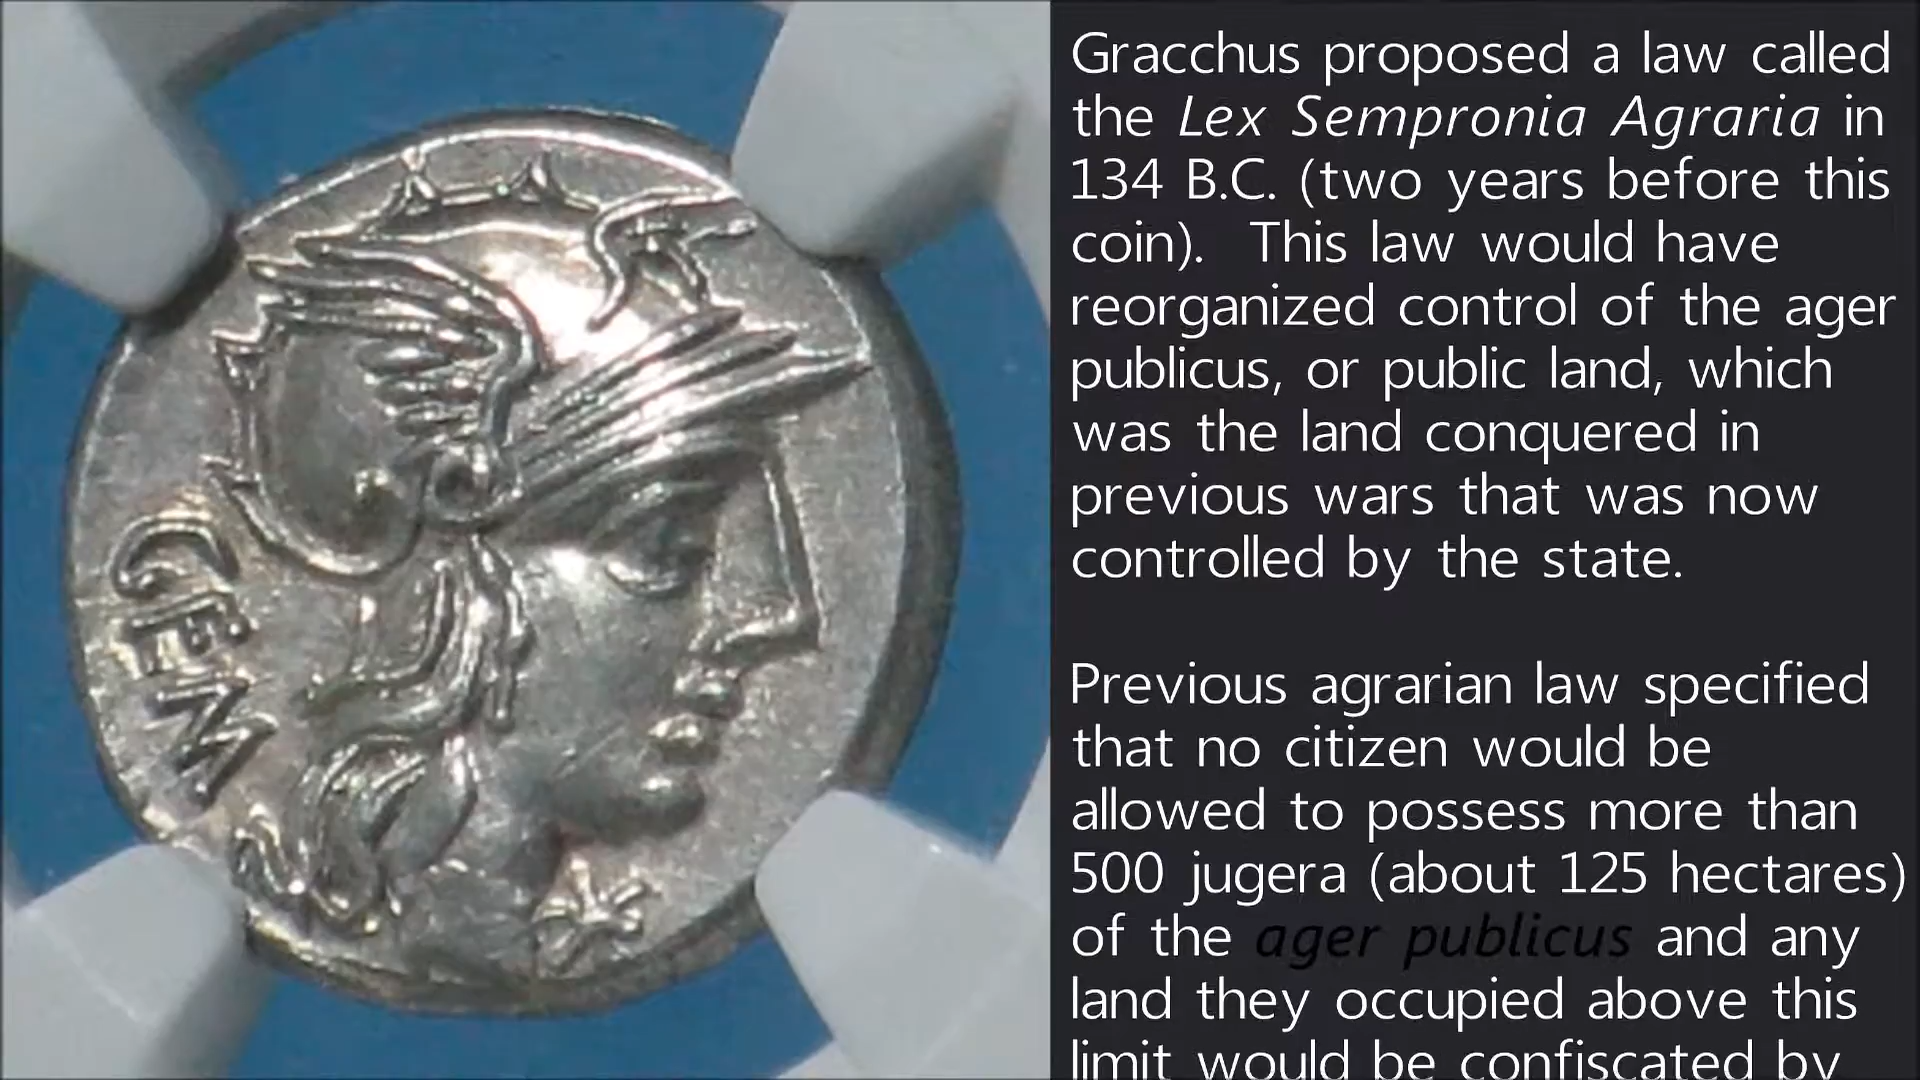 GEM
Gracchus proposed a law called
the Lex Sempronia Agraria in
134 B.C. (two years before this
coin). This law would have
reorganized control of the ager
publicus, or public land, which
was the land conquered in
previous wars that was now
controlled by the state.
Previous agrarian law specified
that no citizen would be
allowed to possess more than
500 jugera (about 125 hectares)
of the ager publicus and any
land they occupied above this
limit would be confiscated by